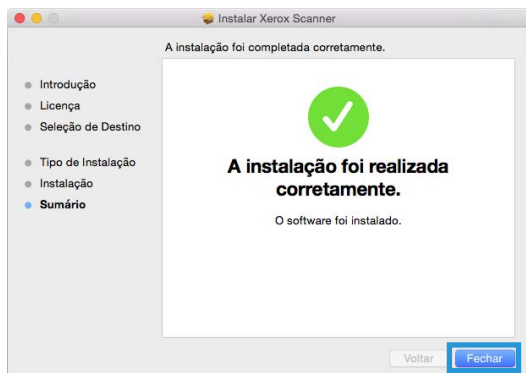 Instalar Xerox Scanner
A instalação foi completada corretamente.
Introdução
Licença
Seleção de Destino
Tipo de Instalação
Instalação
Sumário
A instalação foi realizada
corretamente.
O software foi instalado.
Voltar
Fechar